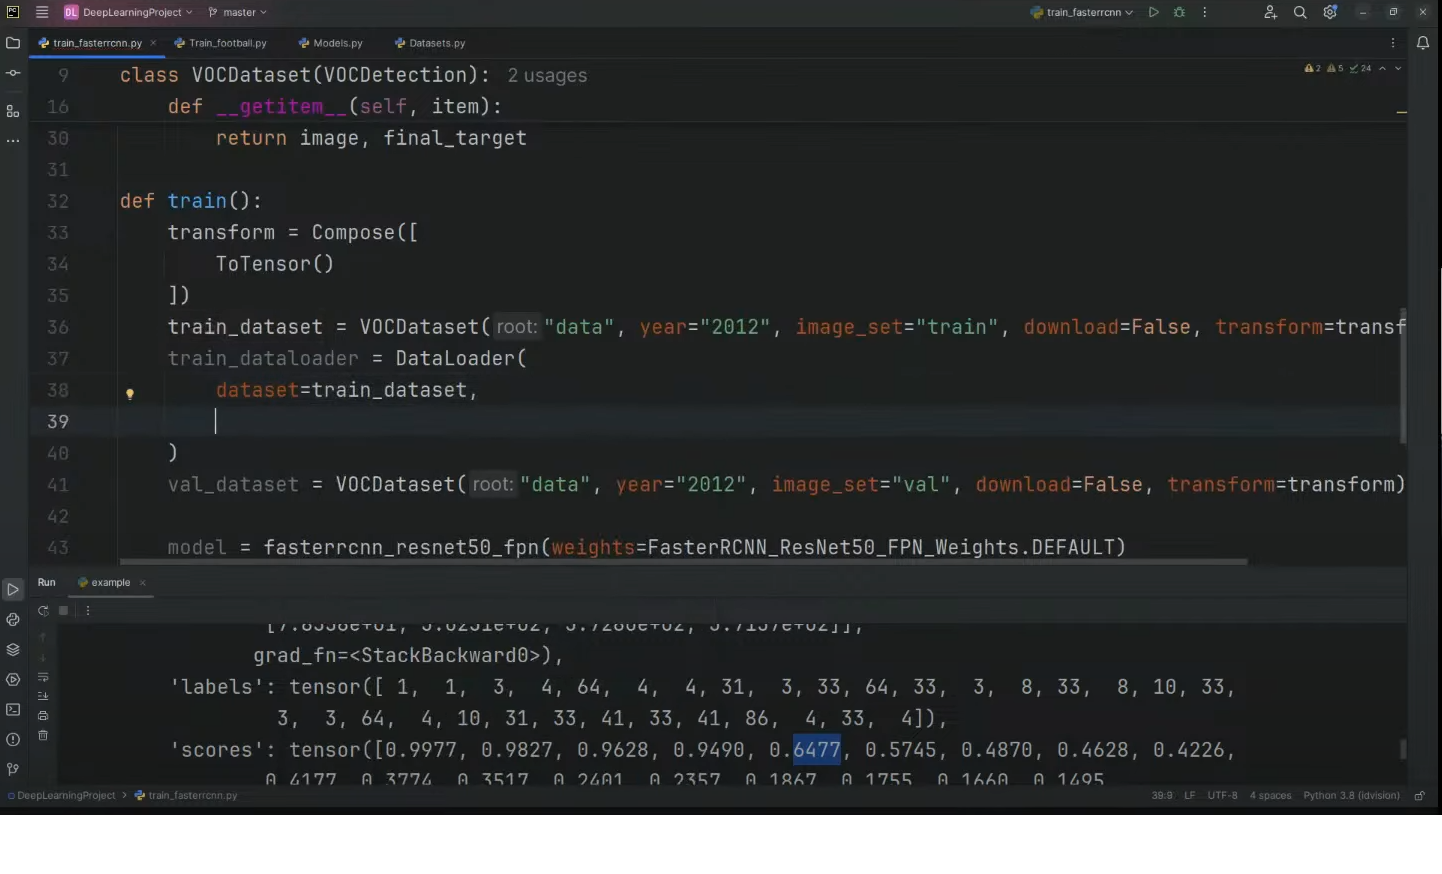 PC DL DeepLearningProject master train_fasterrcnn
train_fasterrcnn.py Train_football.py Models.py Datasets.py
9 class VOCDataset(VOCDetection): 2 usages 2 5 24
16 def __getitem__(self, item):
30 return image, final_target
31
32 def train():
33 transform = Compose([
34 ToTensor()
35 ])
36 train_dataset = VOCDataset( root: "data", year="2012", image_set="train", download=False, transform=transf
37 train_dataloader = DataLoader(
38 dataset=train_dataset,
39
40 )
41 val_dataset = VOCDataset( root: "data", year="2012", image_set="val", download=False, transform=transform)
42
43 model = fasterrcnn_resnet50_fpn(weights=FasterRCNN_ResNet50_FPN_Weights.DEFAULT)
Run example
grad_fn=<StackBackward0>),
'labels': tensor([ 1, 1, 3, 4, 64, 4, 4, 31, 3, 33, 64, 33, 3, 8, 33, 8, 10, 33,
3, 3, 64, 4, 10, 31, 33, 41, 33, 41, 86, 4, 33, 4]),
'scores': tensor([0.9977, 0.9827, 0.9628, 0.9490, 0.6477, 0.5745, 0.4870, 0.4628, 0.4226,
0.4177, 0.3774, 0.3517, 0.2401, 0.2357, 0.1867, 0.1755, 0.1660, 0.1495
DeepLearningProject train_fasterrcnn.py 39:9 LF UTF-8 4 spaces Python 3.8 (idvision)